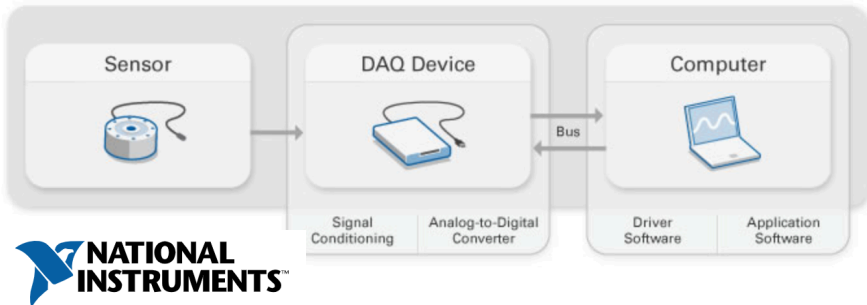 Sensor
DAQ Device
Computer
Bus
Signal
Conditioning
Analog-to-Digital
Converter
Driver
Software
Application
Software
NATIONAL
INSTRUMENTS™